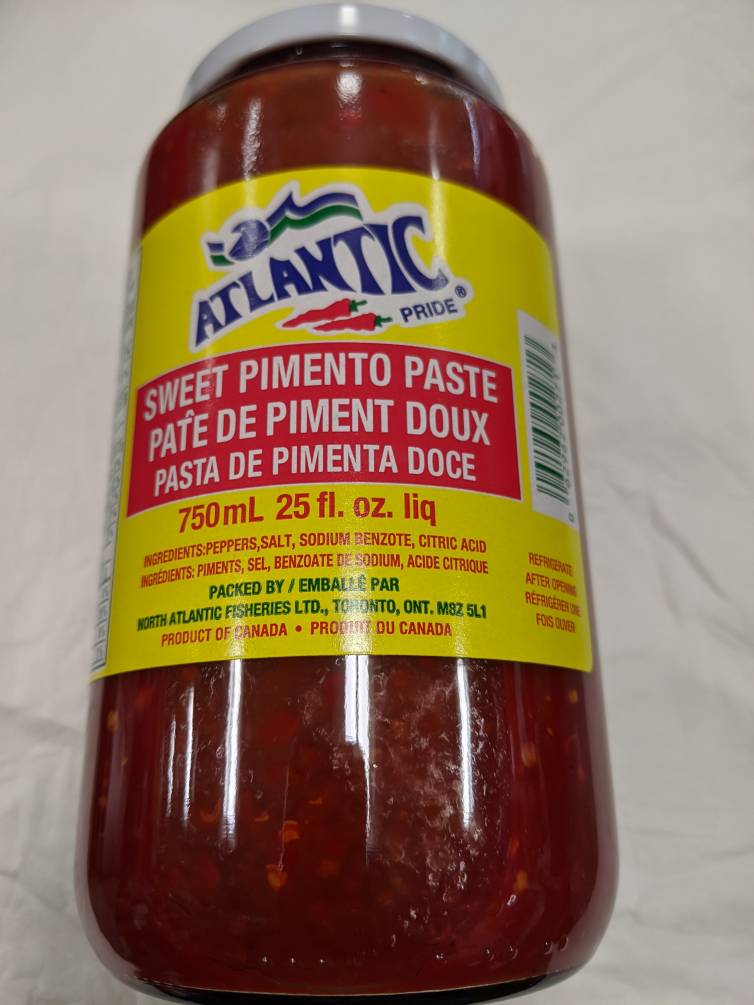 ATLANTIC
PRIDE®
SWEET PIMENTO PASTE
PATÊ DE PIMENT DOUX
PASTA DE PIMENTA DOCE
750mL 25 fl. oz. liq
INGREDIENTS:PEPPERS,SALT, SODIUM BENZOTE, CITRIC ACID
INGRÉDIENTS: PIMENTS, SEL, BENZOATE DE SODIUM, ACIDE CITRIQUE
PACKED BY / EMBALLÉ PAR
NORTH ATLANTIC FISHERIES LTD., TORONTO, ONT. M8Z 5L1
PRODUCT OF CANADA • PRODUIT DU CANADA
REFRIGERATE
AFTER OPENING
RÉFRIGÉRER UNE
FOIS OUVER